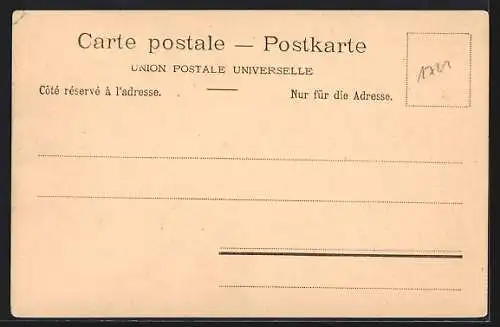 Carte postale — Postkarte
UNION POSTALE UNIVERSELLE
Côté réservé à l'adresse.
Nur für die Adresse.